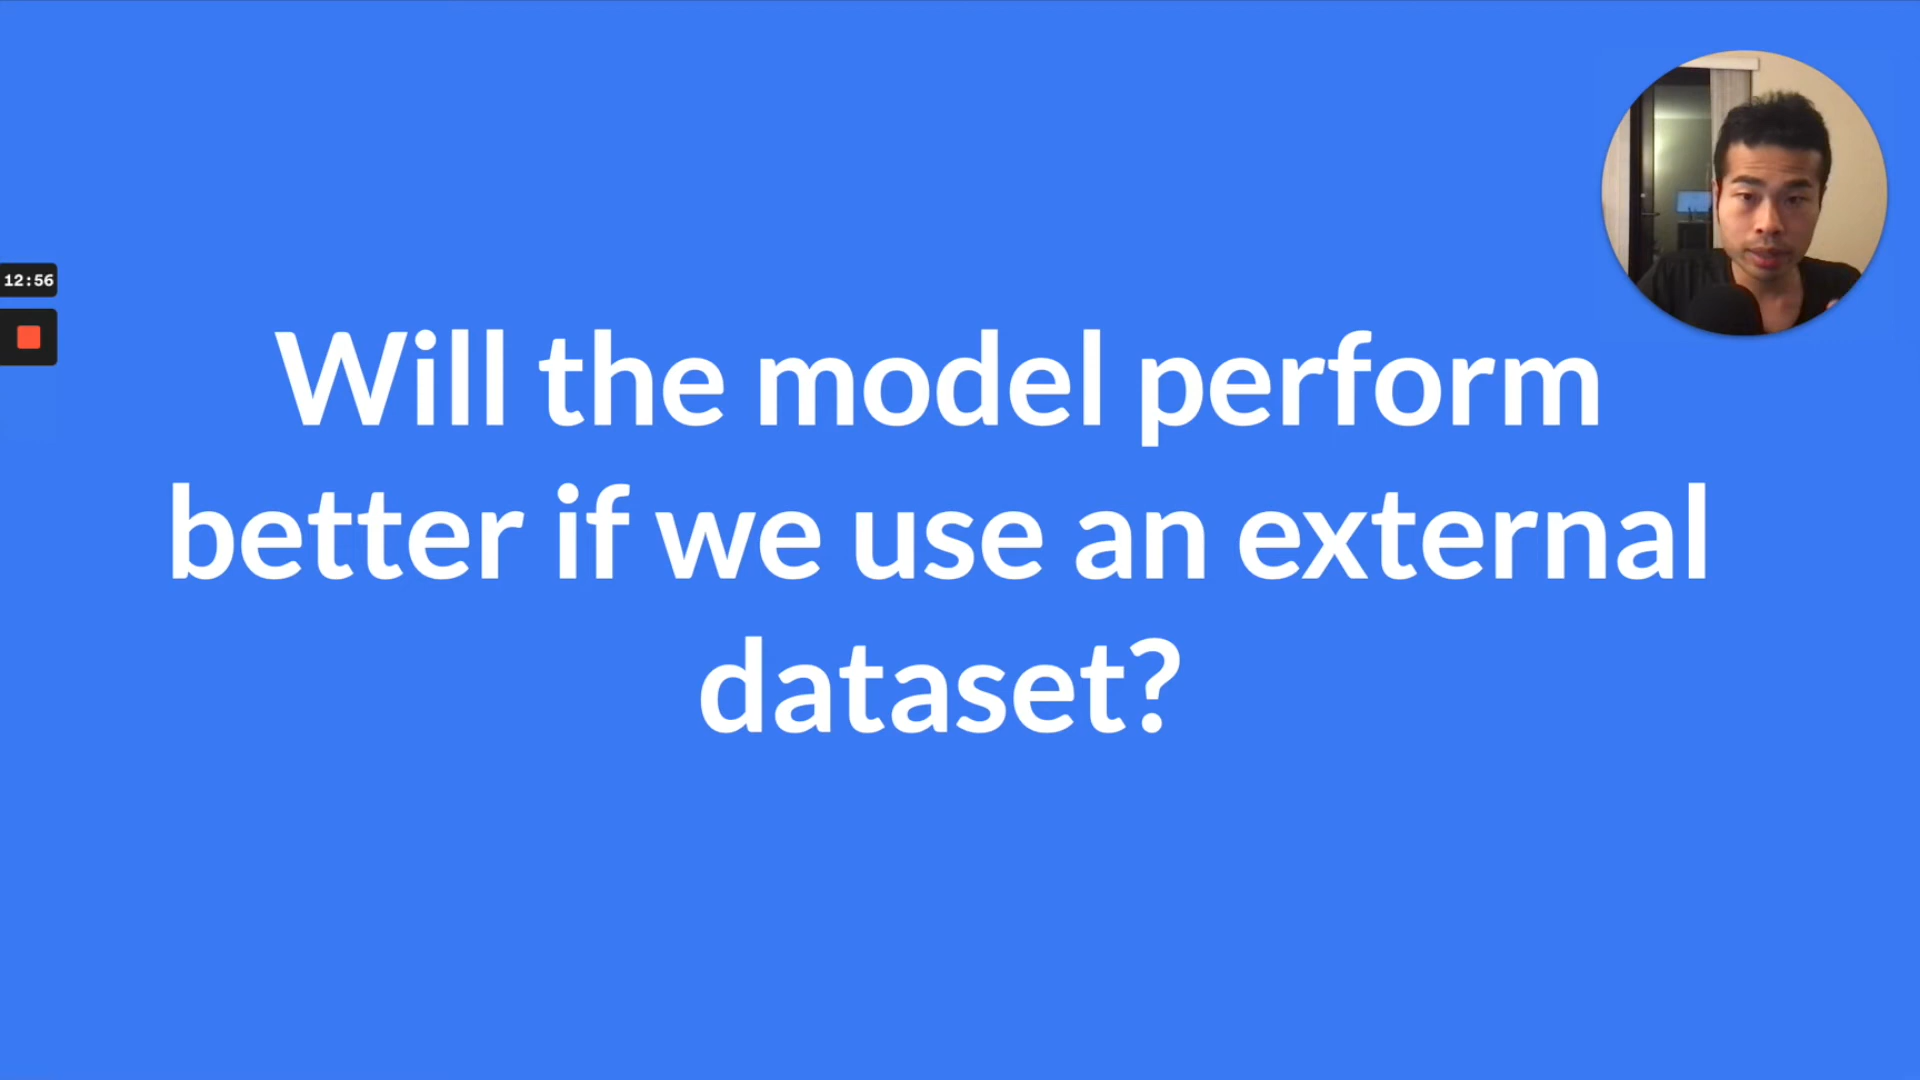 12:56
Will the model perform
better if we use an external
dataset?